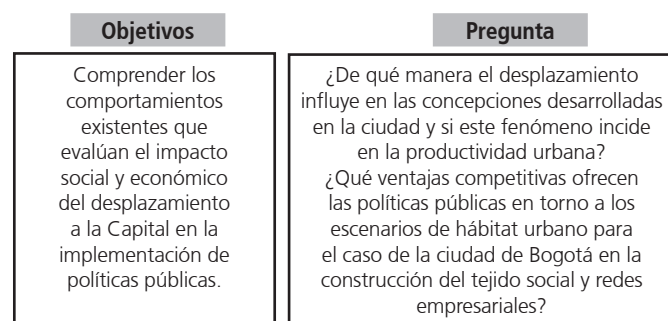 Objetivos
Comprender los
comportamientos
existentes que
evalúan el impacto
social y económico
del desplazamiento
a la Capital en la
implementación de
políticas públicas.
Pregunta
¿De qué manera el desplazamiento
influye en las concepciones desarrolladas
en la ciudad y si este fenómeno incide
en la productividad urbana?
¿Qué ventajas competitivas ofrecen
las políticas públicas en torno a los
escenarios de hábitat urbano para
el caso de la ciudad de Bogotá en la
construcción del tejido social y redes
empresariales?